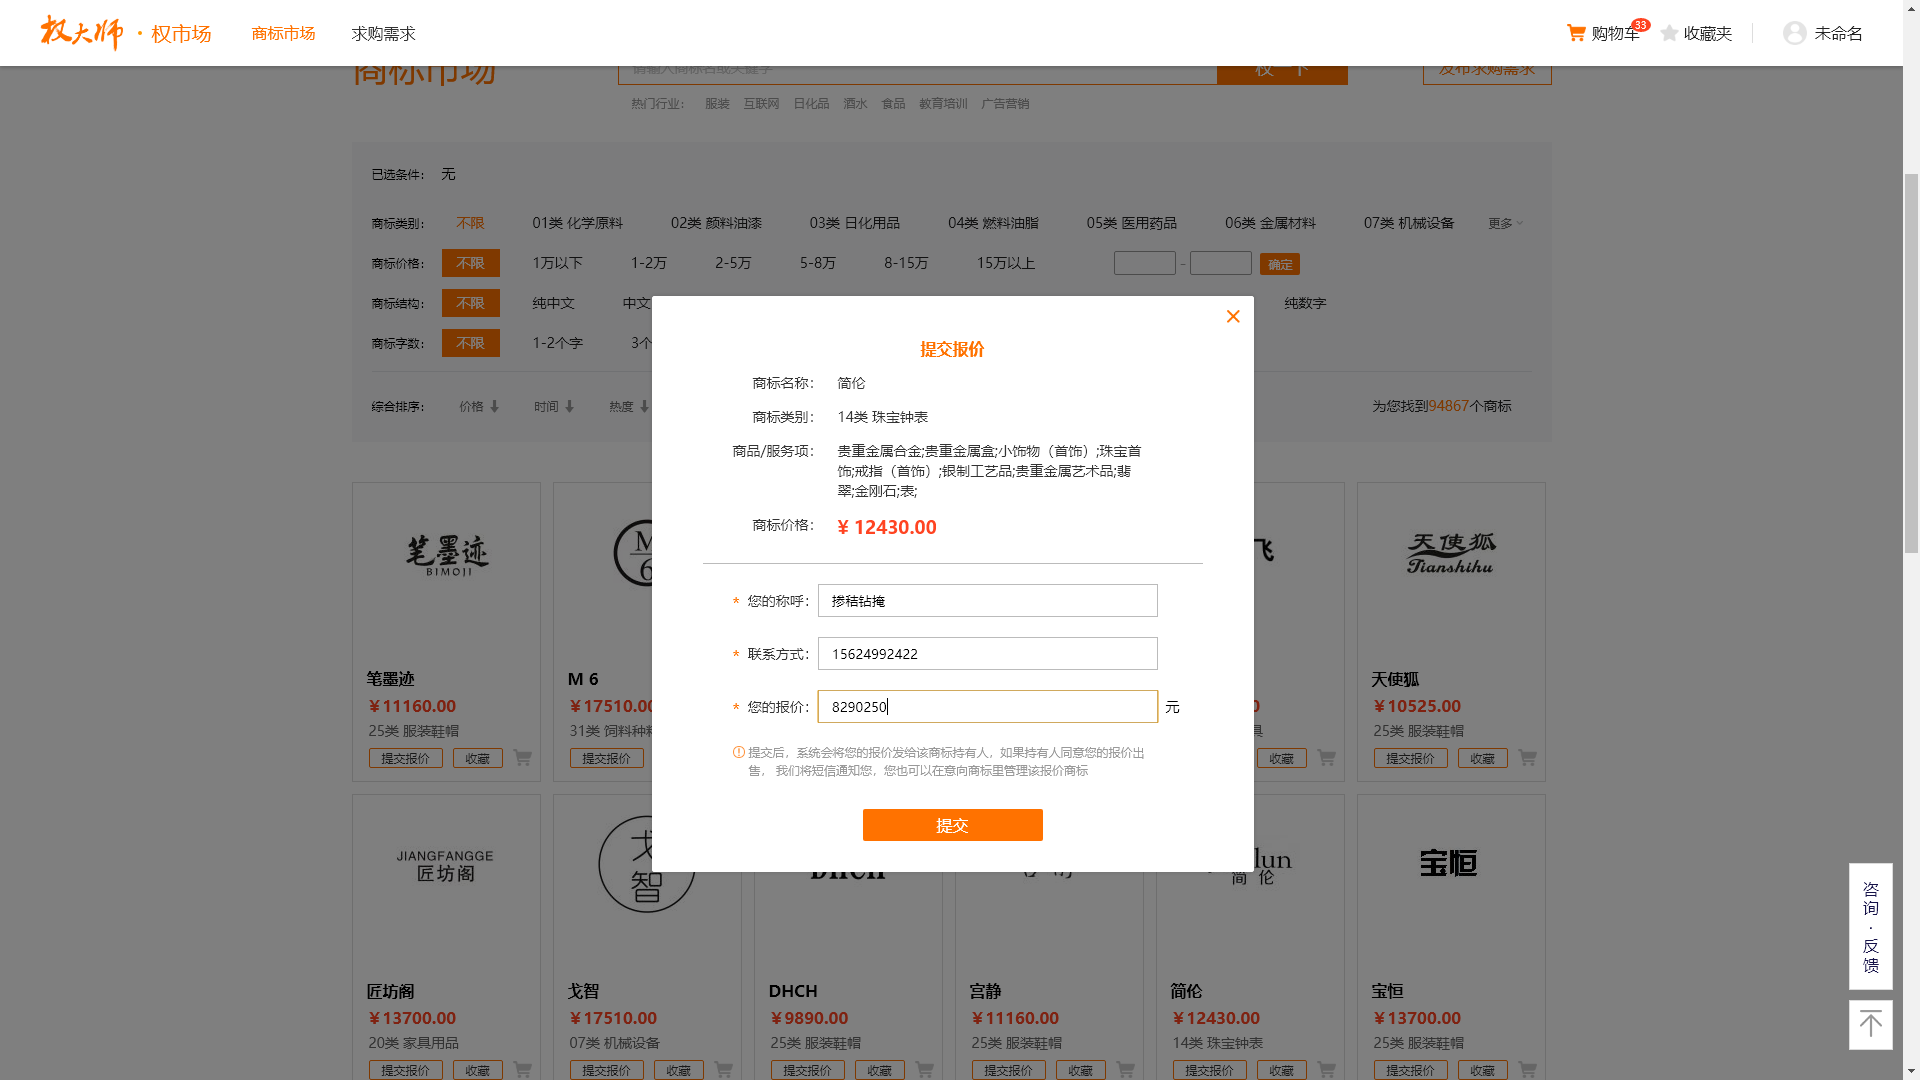 权大师 · 权市场 商标市场 求购需求 购物车 33 收藏夹 未命名
商标市场 请输入商标名或关键字 权一下 发布求购需求
热门行业: 服装 互联网 日化品 酒水 食品 教育培训 广告营销
已选条件: 无
商标类别: 不限 01类 化学原料 02类 颜料油漆 03类 日化用品 04类 燃料油脂 05类 医用药品 06类 金属材料 07类 机械设备 更多
商标价格: 不限 1万以下 1-2万 2-5万 5-8万 8-15万 15万以上 - 确定
商标结构: 不限 纯中文 中文 纯数字
商标字数: 不限 1-2个字 3个
综合排序: 价格 时间 热度 为您找到94867个商标
提交报价
商标名称: 简伦
商标类别: 14类 珠宝钟表
商品/服务项: 贵重金属合金;贵重金属盒;小饰物（首饰）;珠宝首
饰;戒指（首饰）;银制工艺品;贵重金属艺术品;翡
翠;金刚石;表;
商标价格: ¥ 12430.00
* 您的称呼: 掺秸钻掩
* 联系方式: 15624992422
* 您的报价: 8290250 元
提交后，系统会将您的报价发给该商标持有人，如果持有人同意您的报价出
售， 我们将短信通知您，您也可以在意向商标里管理该报价商标
提交
笔墨迹 M 飞 天使狐
BIMOJI 6 Tianshihu
笔墨迹 M 6 天使狐
¥11160.00 ¥17510.00 0 ¥10525.00
25类 服装鞋帽 31类 饲料种籽 具 25类 服装鞋帽
提交报价 收藏 提交报价 收藏 提交报价 收藏
JIANGFANGGE 戈 DHCH lun 宝恒
匠坊阁 智 简 伦
匠坊阁 戈智 DHCH 宫静 简伦 宝恒
¥13700.00 ¥17510.00 ¥9890.00 ¥11160.00 ¥12430.00 ¥13700.00
20类 家具用品 07类 机械设备 25类 服装鞋帽 25类 服装鞋帽 14类 珠宝钟表 25类 服装鞋帽
提交报价 收藏 提交报价 收藏 提交报价 收藏 提交报价 收藏 提交报价 收藏 提交报价 收藏
咨
询
·
反
馈